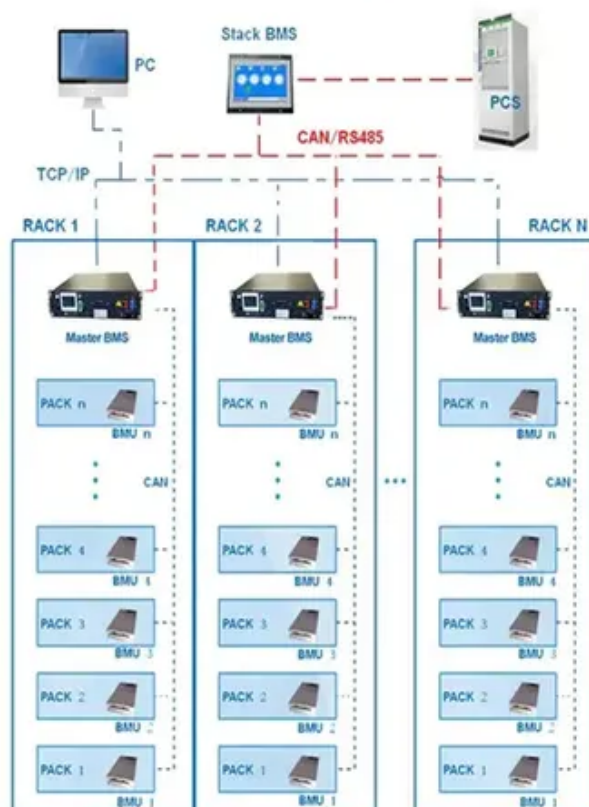 Stack BMS
PC
PCS
CAN/RS485
TCP/IP
RACK 1
RACK 2
RACK N
Master BMS
Master BMS
Master BMS
PACK n
BMU n
PACK n
BMU n
PACK n
BMU n
CAN
CAN
...
CAN
PACK 4
BMU 4
PACK 4
BMU 4
PACK 4
BMU 4
PACK 3
BMU 3
PACK 3
BMU 3
PACK 3
BMU 3
PACK 2
BMU 2
PACK 2
BMU 2
PACK 2
BMU 2
PACK 1
BMU 1
PACK 1
BMU 1
PACK 1
BMU 1